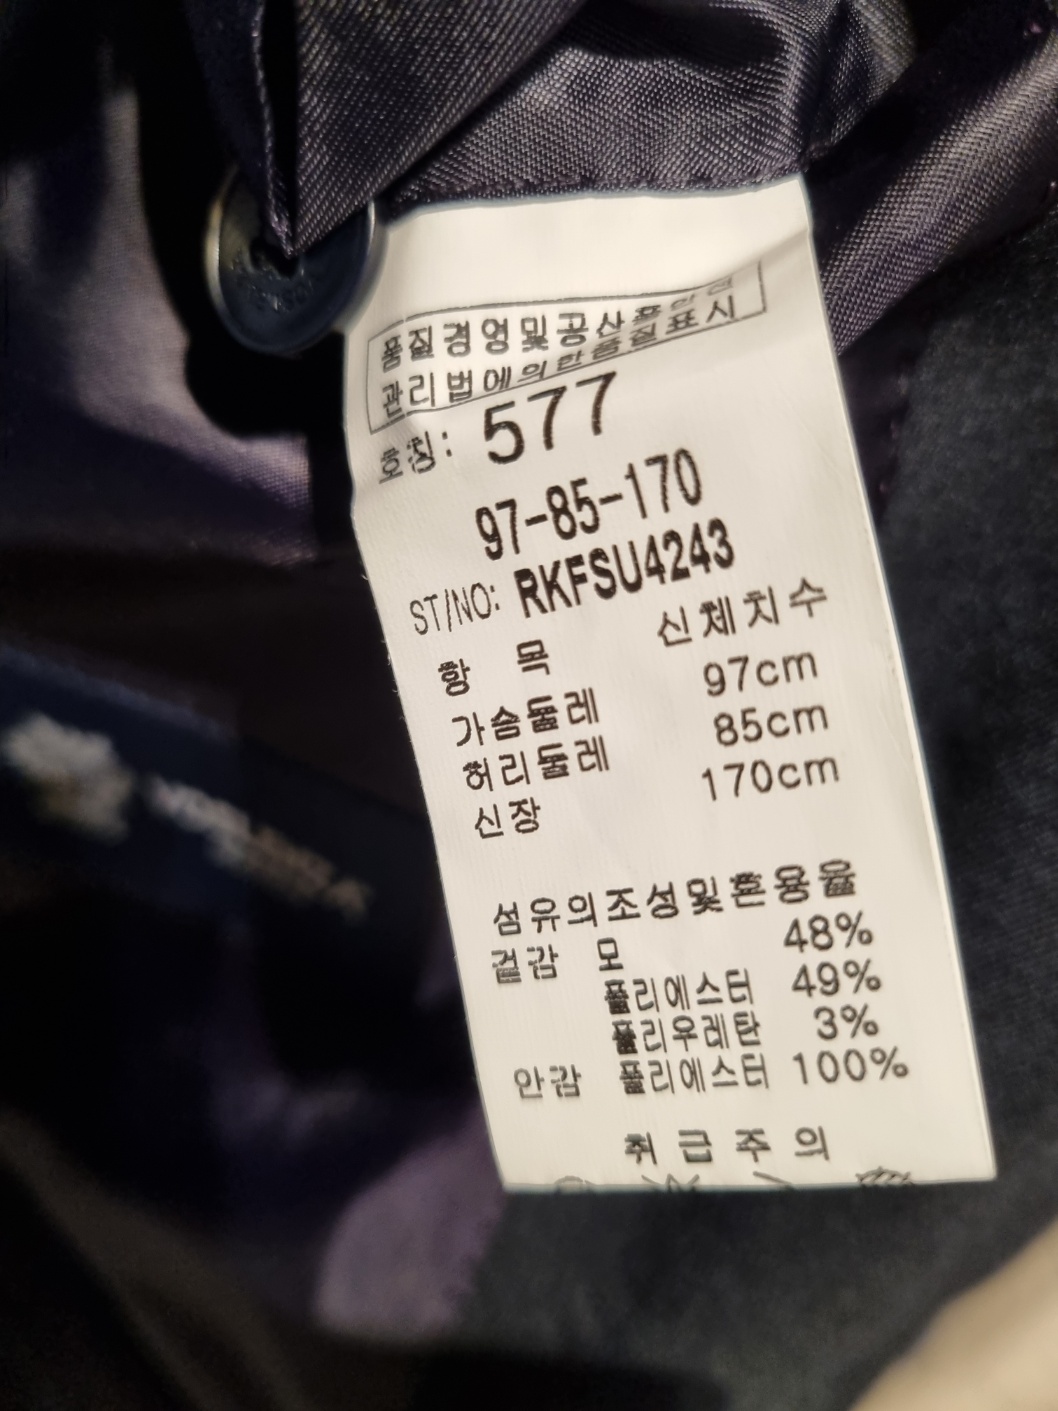 품질경영및공산품안전
관리법에의한품질표시
호칭: 577
97-85-170
ST/NO: RKFSU4243
항 목 신체치수
가슴둘레 97cm
허리둘레 85cm
신장 170cm
섬유의조성및혼용율
겉감 모 48%
폴리에스터 49%
폴리우레탄 3%
안감 폴리에스터 100%
취급주의